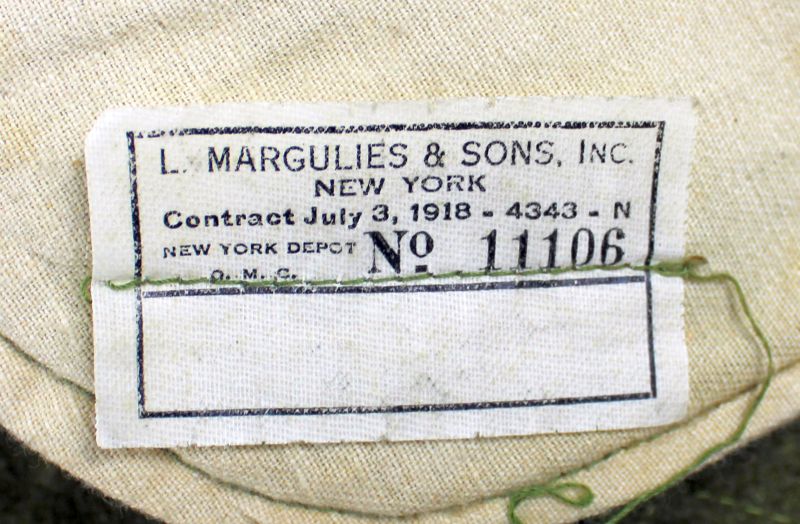 L. MARGULIES & SONS, INC.
NEW YORK
Contract July 3, 1918 - 4343 - N
NEW YORK DEPOT No 11106
Q. M. C.